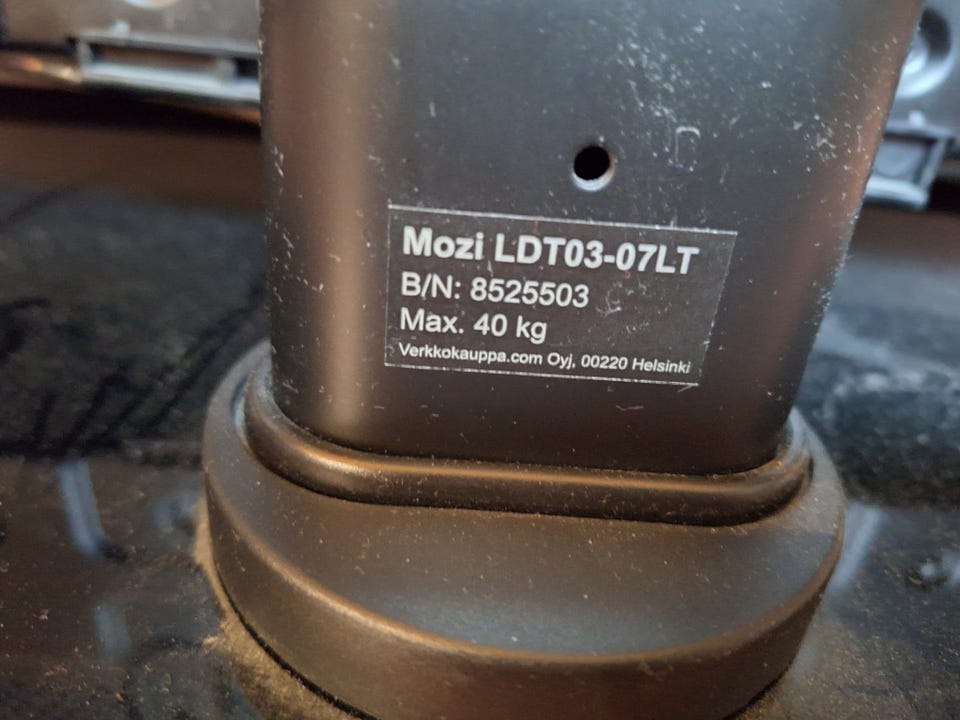 Mozi LDT03-07LT
B/N: 8525503
Max. 40 kg
Verkkokauppa.com Oyj, 00220 Helsinki